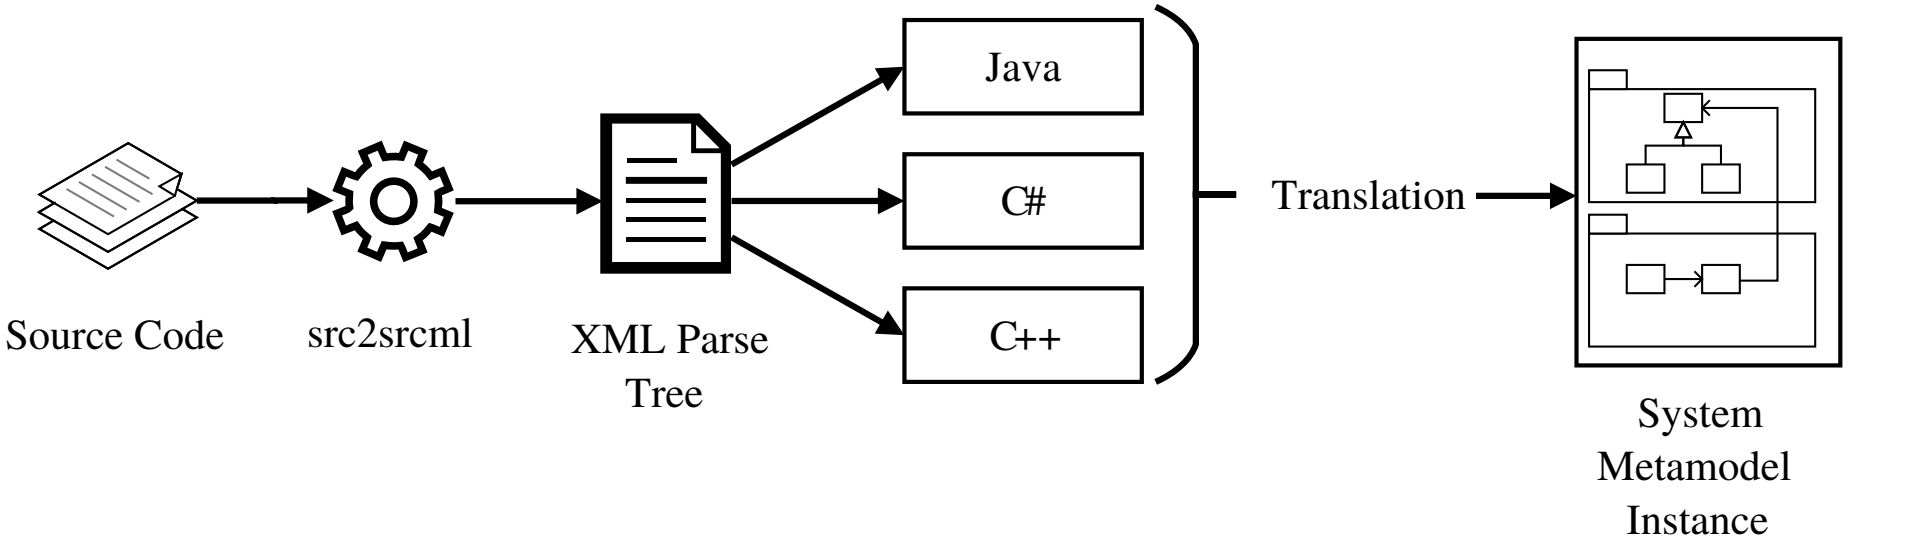 Source Code
src2srcml
XML Parse
Tree
Java
C#
C++
Translation
System
Metamodel
Instance